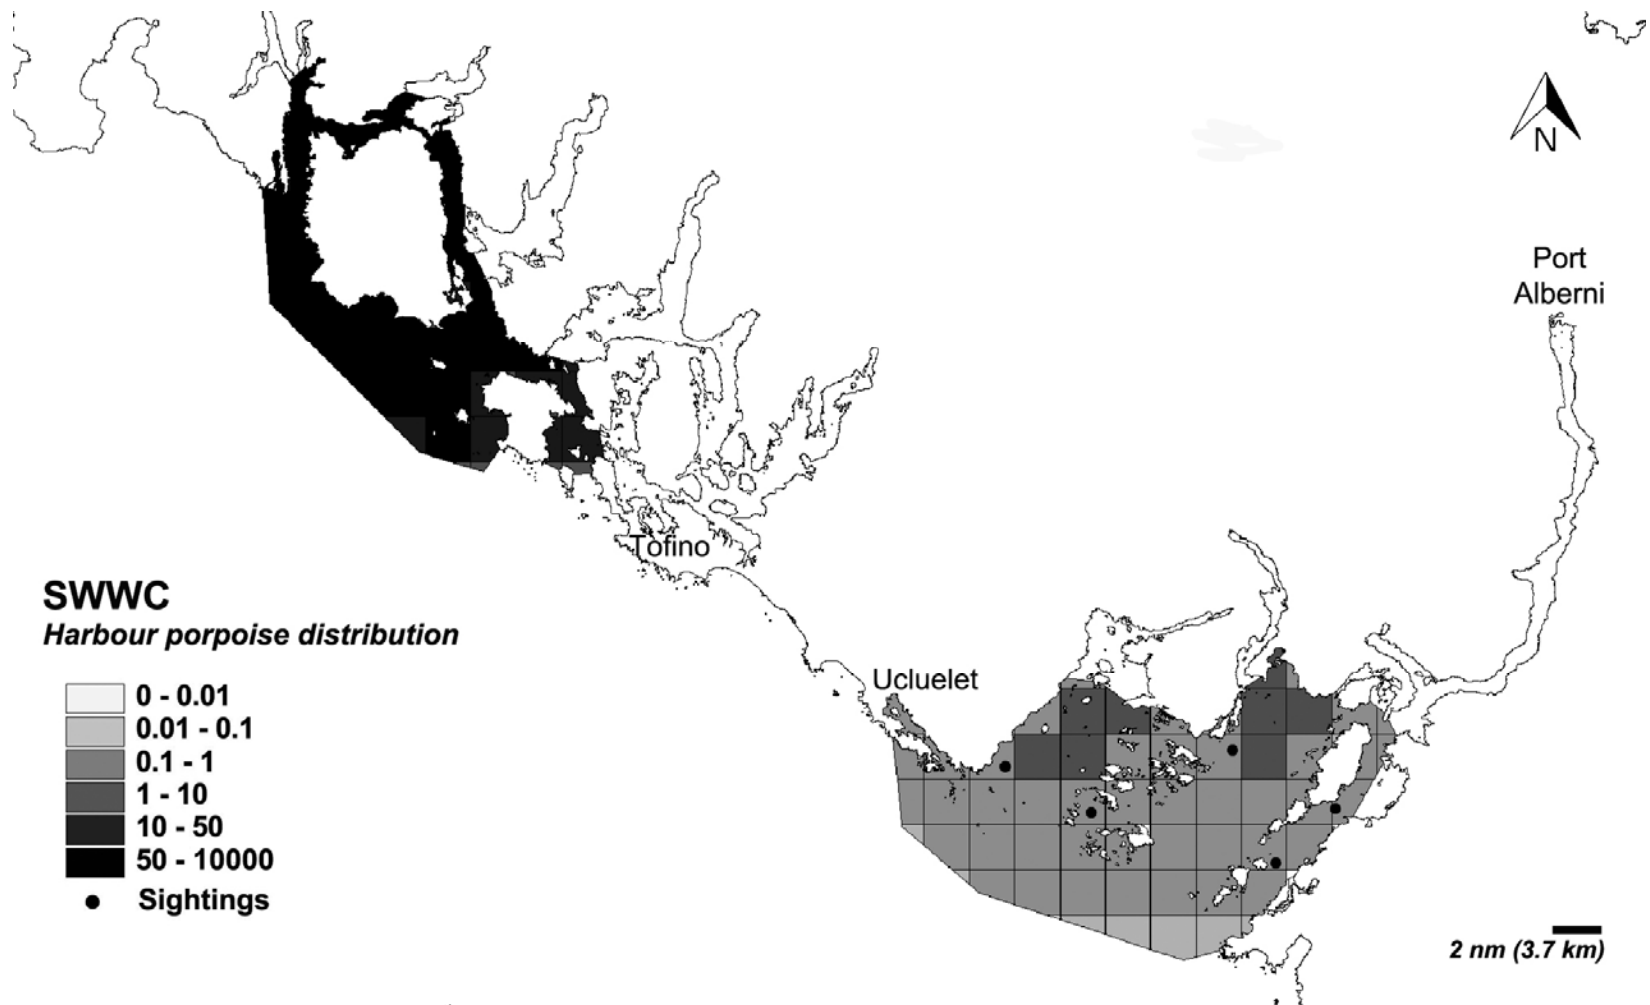 N
Port
Alberni
Tofino
SWWC
Harbour porpoise distribution
Ucluelet
0 - 0.01
0.01 - 0.1
0.1 - 1
1 - 10
10 - 50
50 - 10000
Sightings
2 nm (3.7 km)